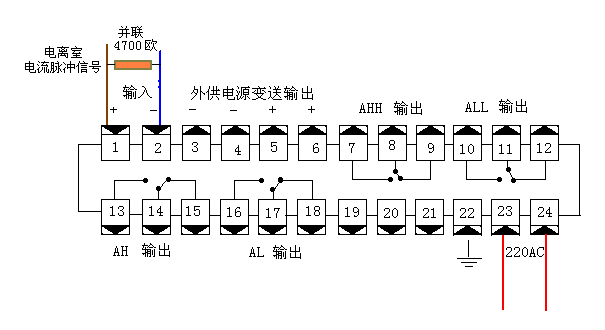 并联
4700欧
电离室
电流脉冲信号
输入
外供电源变送输出
AHH 输出
ALL 输出
+ − − − + +
1 2 3 4 5 6 7 8 9 10 11 12
13 14 15 16 17 18 19 20 21 22 23 24
AH 输出
AL 输出
220AC